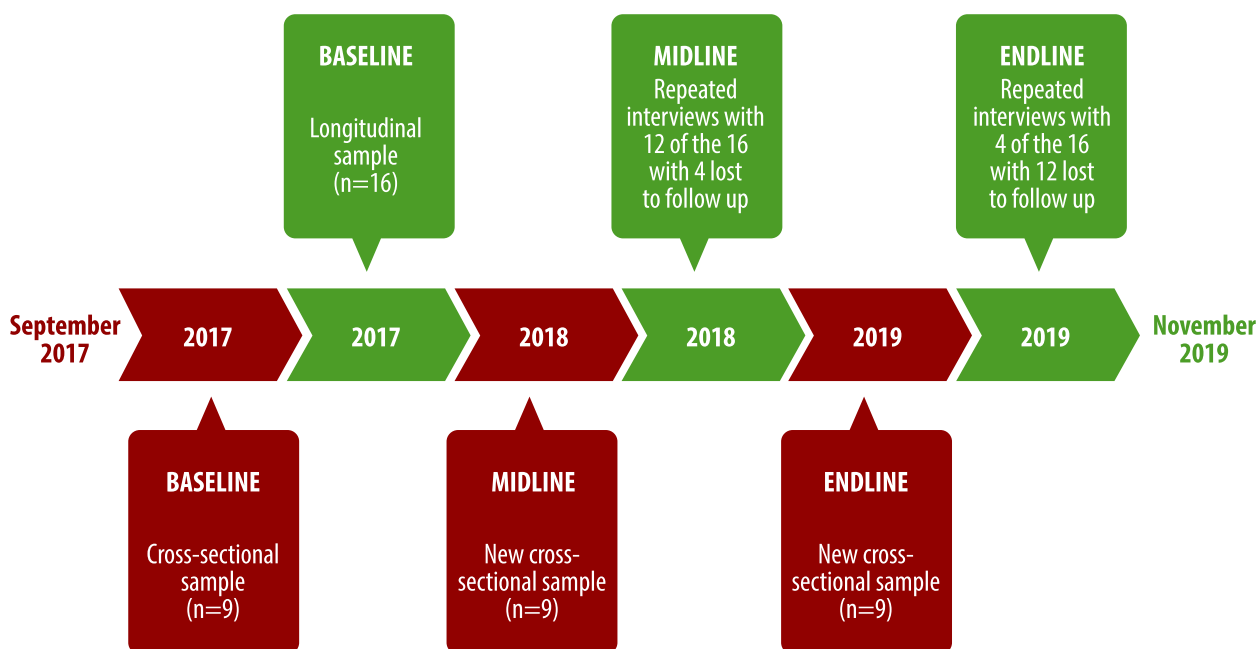 BASELINE
Longitudinal
sample
(n=16)
MIDLINE
Repeated
interviews with
12 of the 16
with 4 lost
to follow up
ENDLINE
Repeated
interviews with
4 of the 16
with 12 lost
to follow up
September
2017
2017
2017
2018
2018
2019
2019
November
2019
BASELINE
Cross-sectional
sample
(n=9)
MIDLINE
New cross-
sectional sample
(n=9)
ENDLINE
New cross-
sectional sample
(n=9)